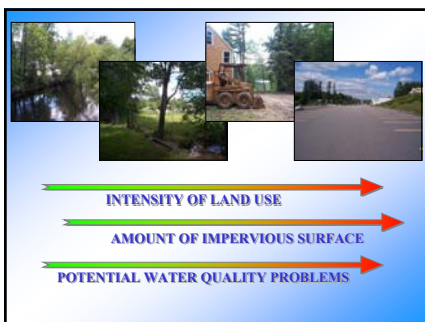 INTENSITY OF LAND USE
AMOUNT OF IMPERVIOUS SURFACE
POTENTIAL WATER QUALITY PROBLEMS